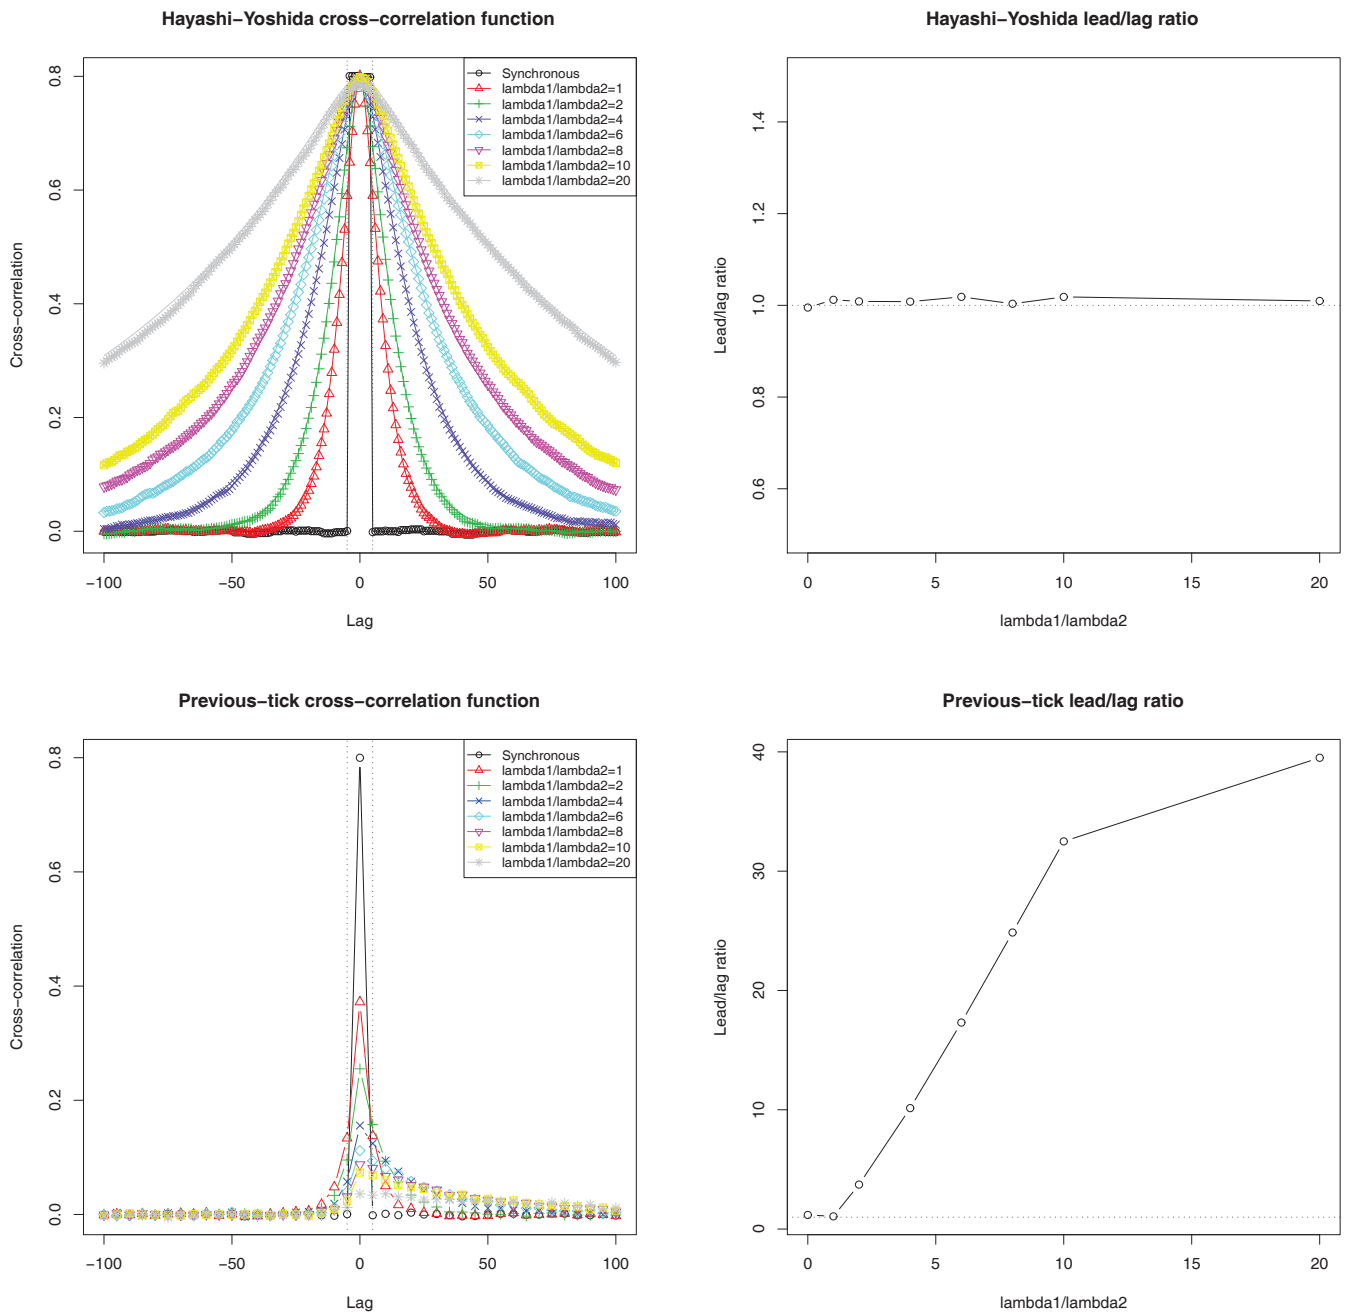 Hayashi−Yoshida cross−correlation function
Cross−correlation
0.8
0.6
0.4
0.2
0.0
−100
−50
0
50
100
Lag
Synchronous
lambda1/lambda2=1
lambda1/lambda2=2
lambda1/lambda2=4
lambda1/lambda2=6
lambda1/lambda2=8
lambda1/lambda2=10
lambda1/lambda2=20
Hayashi−Yoshida lead/lag ratio
Lead/lag ratio
1.4
1.2
1.0
0.8
0.6
0
5
10
15
20
lambda1/lambda2
Previous−tick cross−correlation function
Cross−correlation
0.8
0.6
0.4
0.2
0.0
−100
−50
0
50
100
Lag
Synchronous
lambda1/lambda2=1
lambda1/lambda2=2
lambda1/lambda2=4
lambda1/lambda2=6
lambda1/lambda2=8
lambda1/lambda2=10
lambda1/lambda2=20
Previous−tick lead/lag ratio
Lead/lag ratio
40
30
20
10
0
0
5
10
15
20
lambda1/lambda2